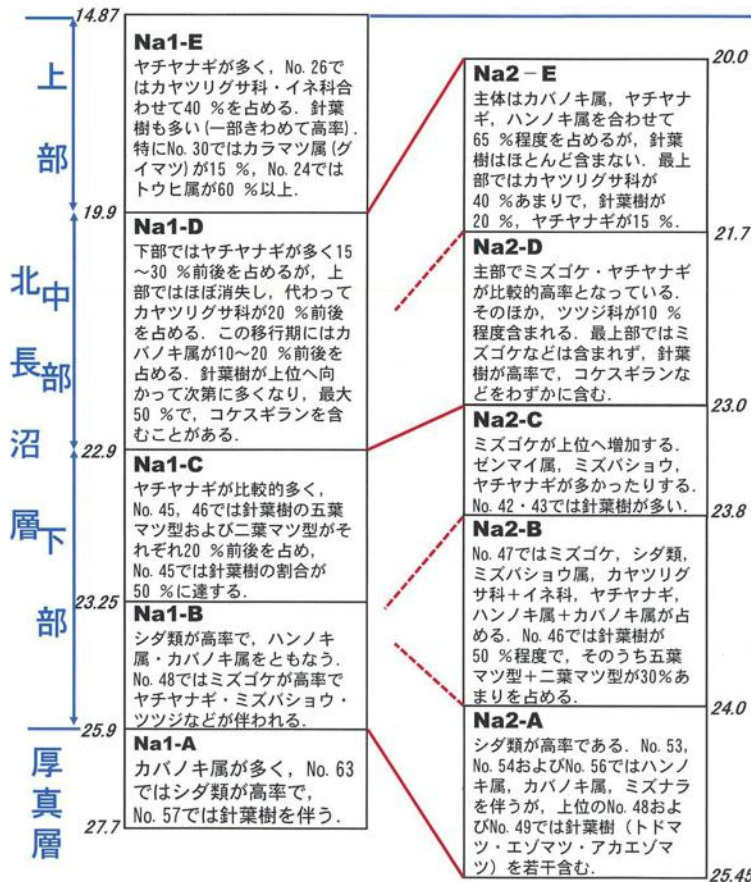 14.87
上部
19.9
北長沼層
中部
22.9
下部
23.25
25.9
厚真層
27.7
Na1-E
ヤチヤナギが多く，No.26で
はカヤツリグサ科・イネ科合
わせて40 %を占める．針葉
樹も多い(一部きわめて高率)．
特にNo.30ではカラマツ属(グ
イマツ)が15 %，No.24では
トウヒ属が60 %以上．
Na1-D
下部ではヤチヤナギが多く15
～30 %前後を占めるが，上
部ではほぼ消失し，代わって
カヤツリグサ科が20 %前後
を占める．この移行期にはカ
バノキ属が10～20 %前後を
占める．針葉樹が上位へ向
かって次第に多くなり，最大
50 %で，コケスギランを含
むことがある．
Na1-C
ヤチヤナギが比較的多く，
No.45，46では針葉樹の五葉
マツ型および二葉マツ型がそ
れぞれ20 %前後を占め，
No.45では針葉樹の割合が
50 %に達する．
Na1-B
シダ類が高率で，ハンノキ
属・カバノキ属をともなう．
No.48ではミズゴケが高率で
ヤチヤナギ・ミズバショウ・
ツツジなどが伴われる．
Na1-A
カバノキ属が多く，No.63
ではシダ類が高率で，
No.57では針葉樹を伴う．
Na2－E
主体はカバノキ属，ヤチヤナ
ギ，ハンノキ属を合わせて
65 %程度を占めるが，針葉
樹はほとんど含まない．最上
部ではカヤツリグサ科が
40 %あまりで，針葉樹が
20 %，ヤチヤナギが15 %．
Na2-D
主部でミズゴケ・ヤチヤナギ
が比較的高率となっている．
そのほか，ツツジ科が10 %
程度含まれる．最上部ではミ
ズゴケなどは含まれず，針葉
樹が高率で，コケスギランな
どをわずかに含む．
Na2-C
ミズゴケが上位へ増加する．
ゼンマイ属，ミズバショウ，
ヤチヤナギが多かったりする．
No.42・43では針葉樹が多い．
Na2-B
No.47ではミズゴケ，シダ類，
ミズバショウ属，カヤツリグ
サ科＋イネ科，ヤチヤナギ，
ハンノキ属＋カバノキ属が占
める．No.46では針葉樹が
50 %程度で，そのうち五葉
マツ型＋二葉マツ型が30%あ
まりを占める．
Na2-A
シダ類が高率である．No.53，
No.54およびNo.56ではハンノ
キ属，カバノキ属，ミズナラ
を伴うが，上位のNo.48およ
びNo.49では針葉樹（トドマ
ツ・エゾマツ・アカエゾマ
ツ）を若干含む．
20.0
21.7
23.0
23.8
24.0
25.45